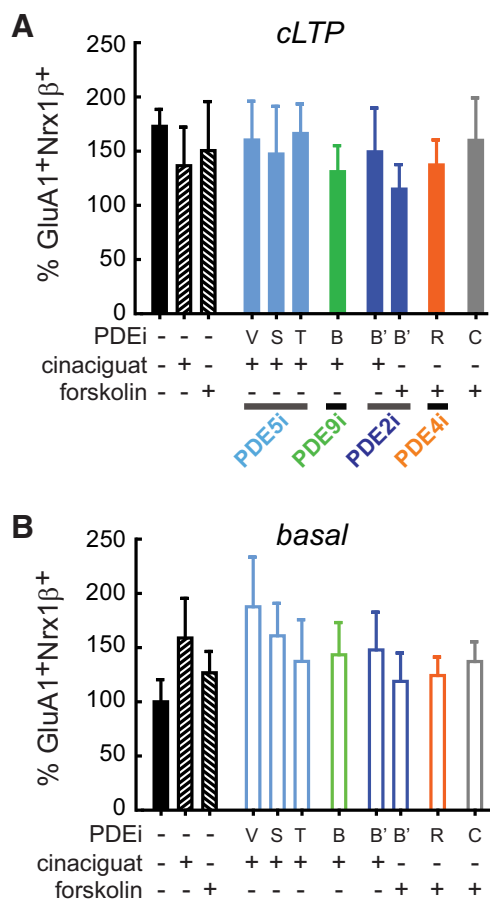 A
cLTP
% GluA1+Nrx1β+
250
200
150
100
50
0
PDEi - - - V S T B B' B' R C
cinaciguat - + - + + + + + - - -
forskolin - - + - - - - - + + +
PDE5i PDE9i PDE2i PDE4i
B
basal
% GluA1+Nrx1β+
250
200
150
100
50
0
PDEi - - - V S T B B' B' R C
cinaciguat - + - + + + + + - - -
forskolin - - + - - - - - + + +